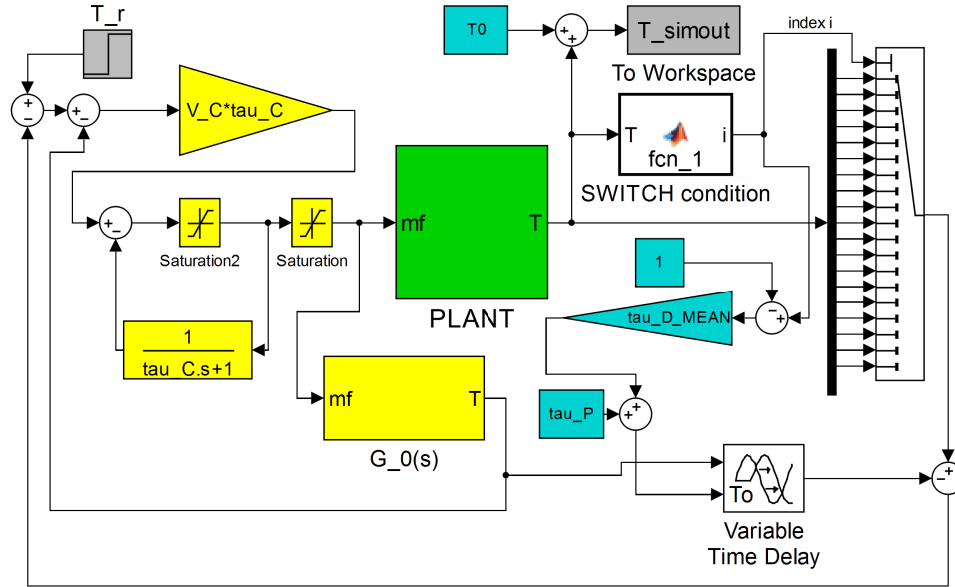 T_r
T0
T_simout
To Workspace
index i
V_C*tau_C
T
i
fcn_1
SWITCH condition
mf
T
PLANT
Saturation2
Saturation
1
tau_D_MEAN
1
tau_C.s+1
mf
T
G_0(s)
tau_P
To
Variable
Time Delay